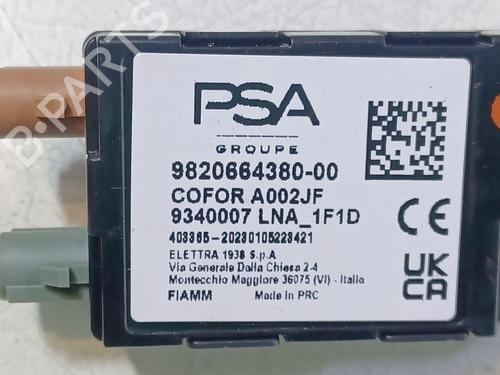 PSA
GROUPE
9820664380-00
COFOR A002JF
9340007 LNA_1F1D
403365-20230105223421
ELETTRA 1938 S.p.A
Via Generale Dalla Chiesa 2-4
Montecchio Maggiore 36075 (VI) - Italia
FIAMM Made in PRC
CE
UK
CA
B-PARTS